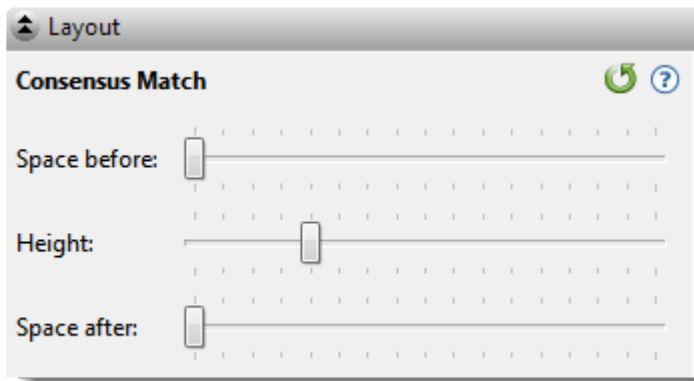 Layout
Consensus Match
Space before:
Height:
Space after: